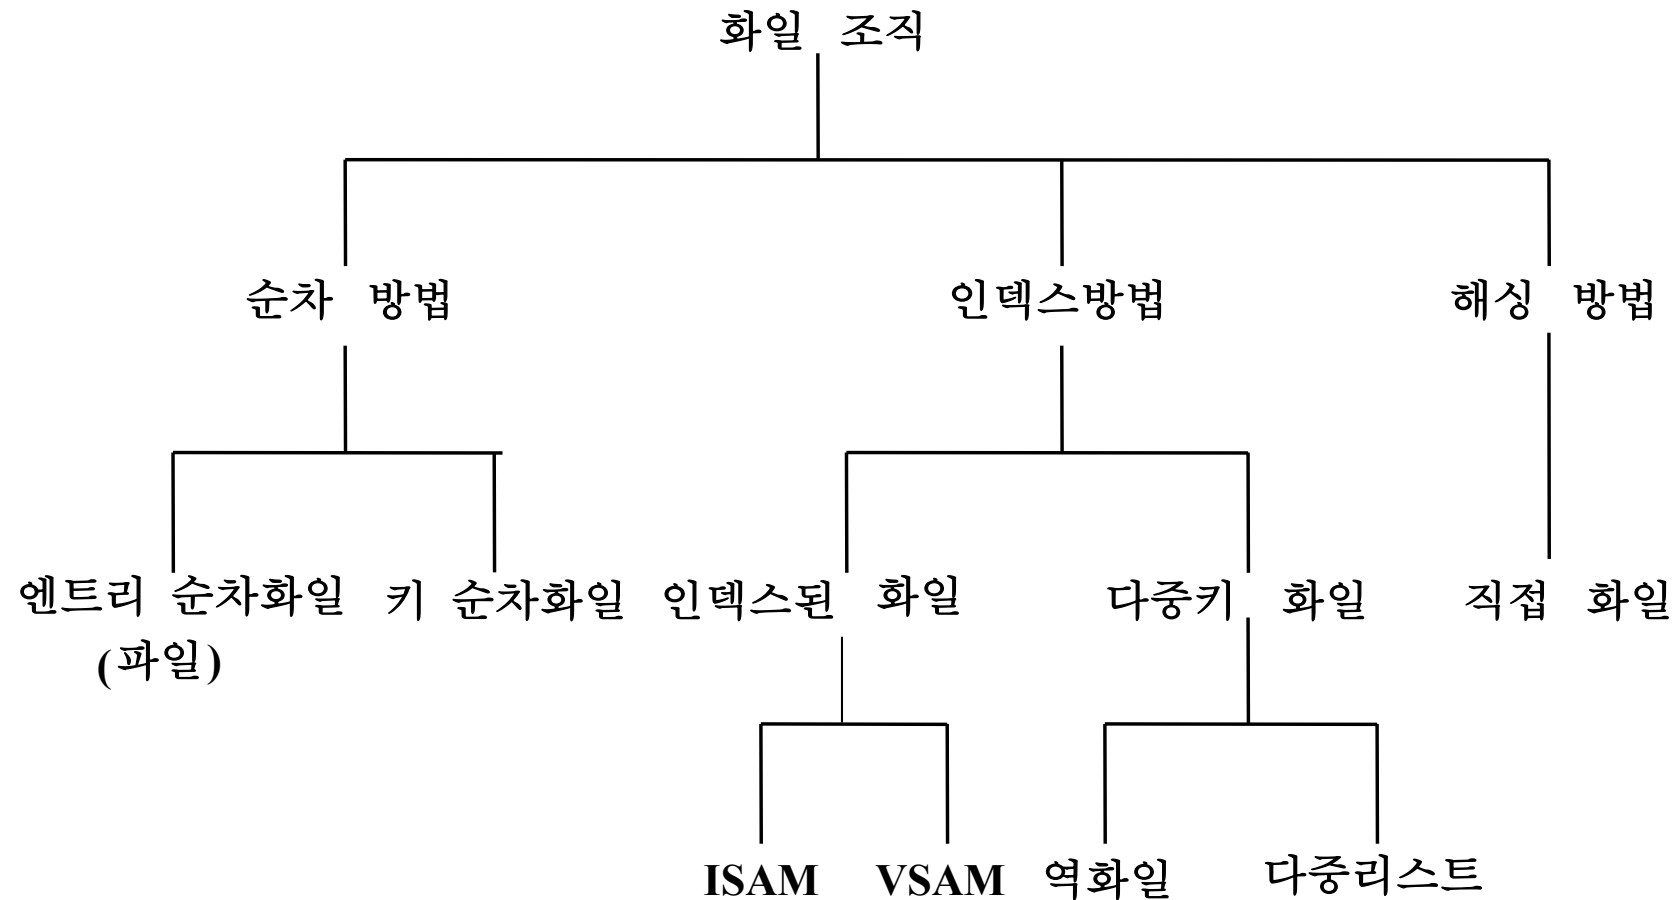 화일 조직
순차 방법 인덱스방법 해싱 방법
엔트리 순차화일 키 순차화일 인덱스된 화일 다중키 화일 직접 화일
(파일)
ISAM VSAM 역화일 다중리스트